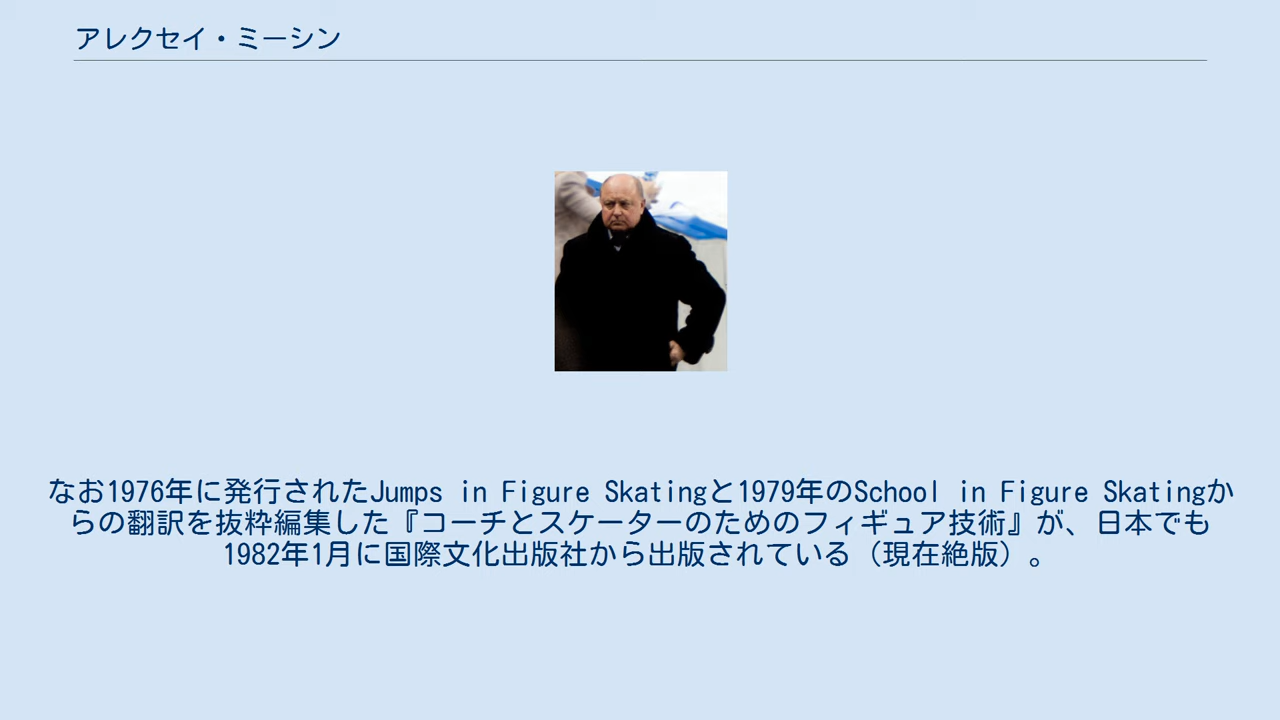 アレクセイ・ミーシン
なお1976年に発行されたJumps in Figure Skatingと1979年のSchool in Figure Skatingか
らの翻訳を抜粋編集した『コーチとスケーターのためのフィギュア技術』が、日本でも
1982年1月に国際文化出版社から出版されている（現在絶版）。